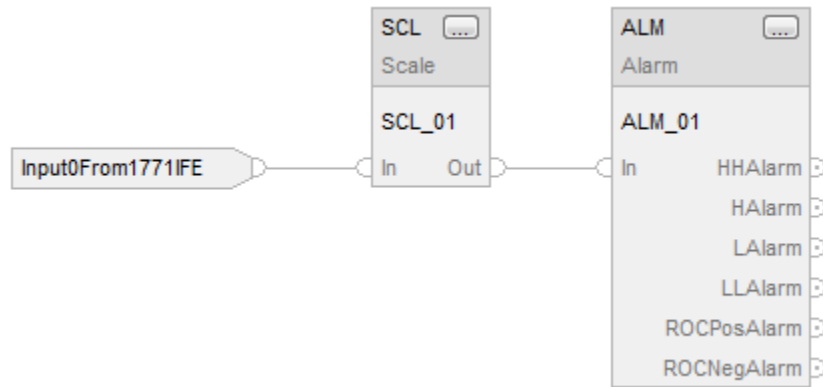 SCL ...
Scale
SCL_01
In Out
ALM ...
Alarm
ALM_01
In HHAlarm
HAlarm
LAlarm
LLAlarm
ROCPosAlarm
ROCNegAlarm
Input0From1771IFE